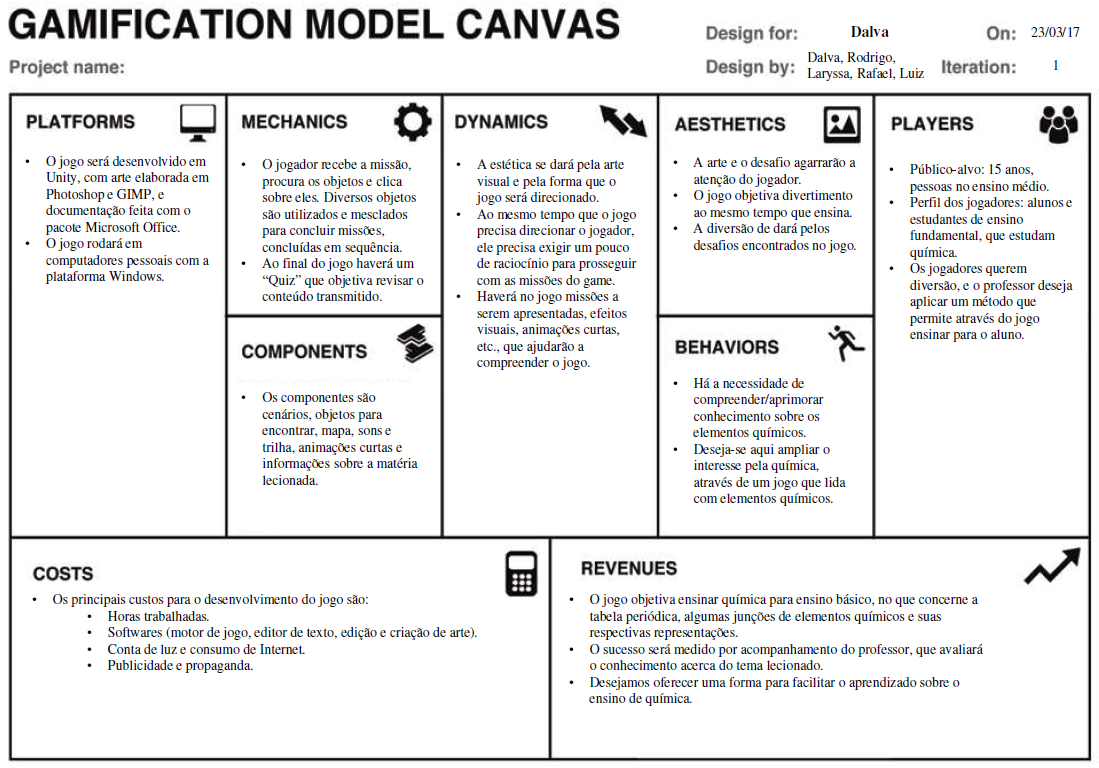 GAMIFICATION MODEL CANVAS
Design for: Dalva On: 23/03/17
Project name:
Design by: Dalva, Rodrigo,
Laryssa, Rafael, Luiz
Iteration: 1
PLATFORMS
• O jogo será desenvolvido em
Unity, com arte elaborada em
Photoshop e GIMP, e
documentação feita com o
pacote Microsoft Office.
• O jogo rodará em
computadores pessoais com a
plataforma Windows.
MECHANICS
• O jogador recebe a missão,
procura os objetos e clica
sobre eles. Diversos objetos
são utilizados e mesclados
para concluir missões,
concluídas em sequência.
• Ao final do jogo haverá um
“Quiz” que objetiva revisar o
conteúdo transmitido.
COMPONENTS
• Os componentes são
cenários, objetos para
encontrar, mapa, sons e
trilha, animações curtas e
informações sobre a matéria
lecionada.
DYNAMICS
• A estética se dará pela arte
visual e pela forma que o
jogo será direcionado.
• Ao mesmo tempo que o jogo
precisa direcionar o jogador,
ele precisa exigir um pouco
de raciocínio para prosseguir
com as missões do game.
• Haverá no jogo missões a
serem apresentadas, efeitos
visuais, animações curtas,
etc., que ajudarão a
compreender o jogo.
AESTHETICS
• A arte e o desafio agarrarão a
atenção do jogador.
• O jogo objetiva divertimento
ao mesmo tempo que ensina.
• A diversão de dará pelos
desafios encontrados no jogo.
BEHAVIORS
• Há a necessidade de
compreender/aprimorar
conhecimento sobre os
elementos químicos.
• Deseja-se aqui ampliar o
interesse pela química,
através de um jogo que lida
com elementos químicos.
PLAYERS
• Público-alvo: 15 anos,
pessoas no ensino médio.
• Perfil dos jogadores: alunos e
estudantes de ensino
fundamental, que estudam
química.
• Os jogadores querem
diversão, e o professor deseja
aplicar um método que
permite através do jogo
ensinar para o aluno.
COSTS
• Os principais custos para o desenvolvimento do jogo são:
• Horas trabalhadas.
• Softwares (motor de jogo, editor de texto, edição e criação de arte).
• Conta de luz e consumo de Internet.
• Publicidade e propaganda.
REVENUES
• O jogo objetiva ensinar química para ensino básico, no que concerne a
tabela periódica, algumas junções de elementos químicos e suas
respectivas representações.
• O sucesso será medido por acompanhamento do professor, que avaliará
o conhecimento acerca do tema lecionado.
• Desejamos oferecer uma forma para facilitar o aprendizado sobre o
ensino de química.